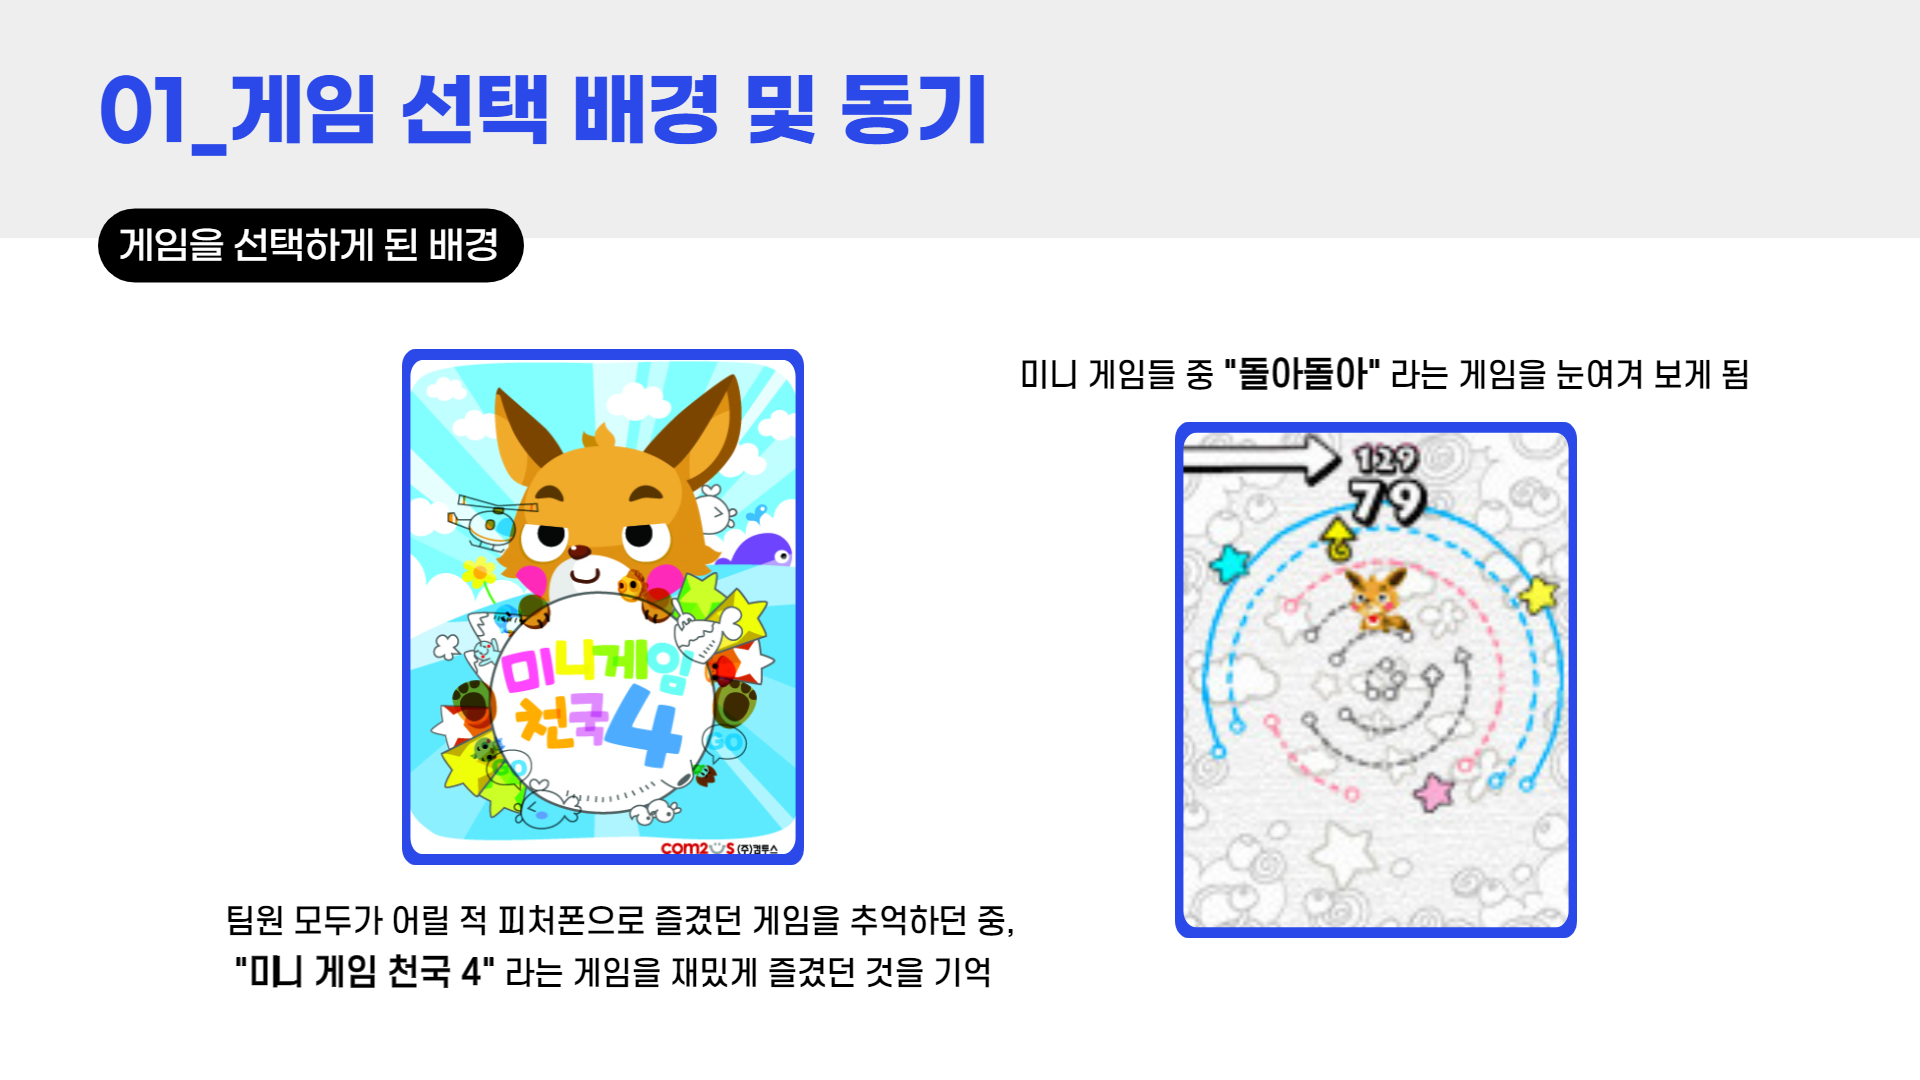 01_게임 선택 배경 및 동기
게임을 선택하게 된 배경
미니게임
천국4
GO
GO
com2us (주)컴투스
팀원 모두가 어릴 적 피처폰으로 즐겼던 게임을 추억하던 중,
"미니 게임 천국 4" 라는 게임을 재밌게 즐겼던 것을 기억
미니 게임들 중 "돌아돌아" 라는 게임을 눈여겨 보게 됨
129
79